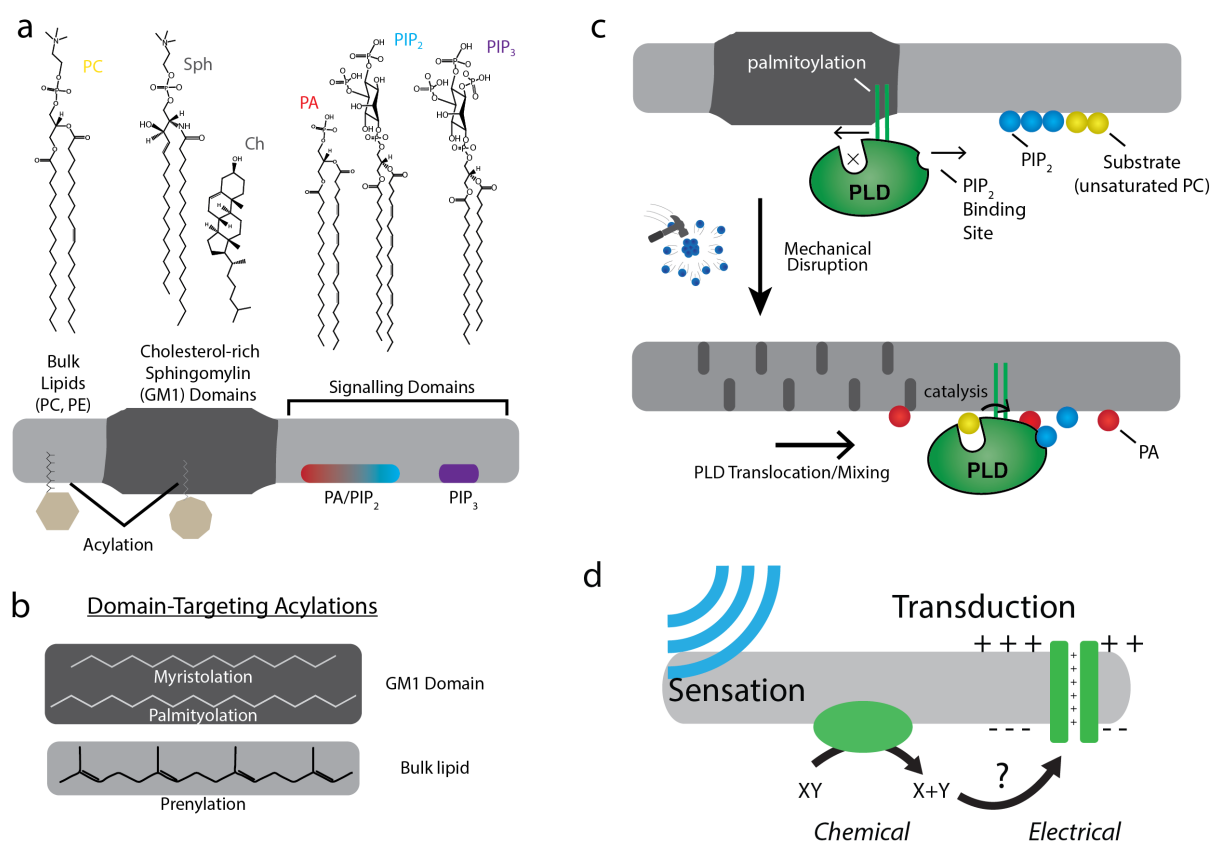 a
PC
Sph
Ch
PA
PIP2
PIP3
Bulk
Lipids
(PC, PE)
Cholesterol-rich
Sphingomylin
(GM1) Domains
Signalling Domains
PA/PIP2
PIP3
Acylation
b
Domain-Targeting Acylations
Myristolation
Palmityolation
GM1 Domain
Prenylation
Bulk lipid
c
palmitoylation
×
PLD
PIP2
Substrate
(unsaturated PC)
PIP2
Binding
Site
Mechanical
Disruption
catalysis
PLD
PA
PLD Translocation/Mixing
d
Transduction
+ + +
+ +
Sensation
+
+
+
+
+
+
- - -
- -
XY
X+Y
?
Chemical
Electrical